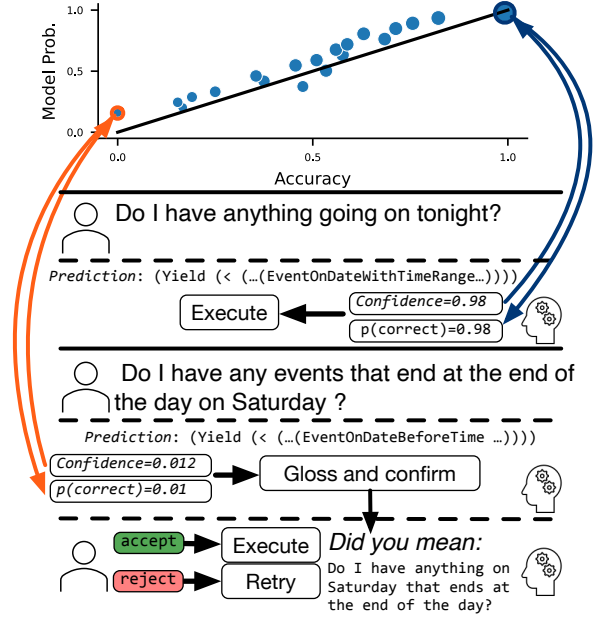 Model Prob.
1.0
0.5
0.0
0.0
0.5
1.0
Accuracy
Do I have anything going on tonight?
Prediction: (Yield (< (…(EventOnDateWithTimeRange…))))
Execute
Confidence=0.98
p(correct)=0.98
Do I have any events that end at the end of
the day on Saturday ?
Prediction: (Yield (< (…(EventOnDateBeforeTime …))))
Confidence=0.012
p(correct)=0.01
Gloss and confirm
accept
Execute
reject
Retry
Did you mean:
Do I have anything on
Saturday that ends at
the end of the day?